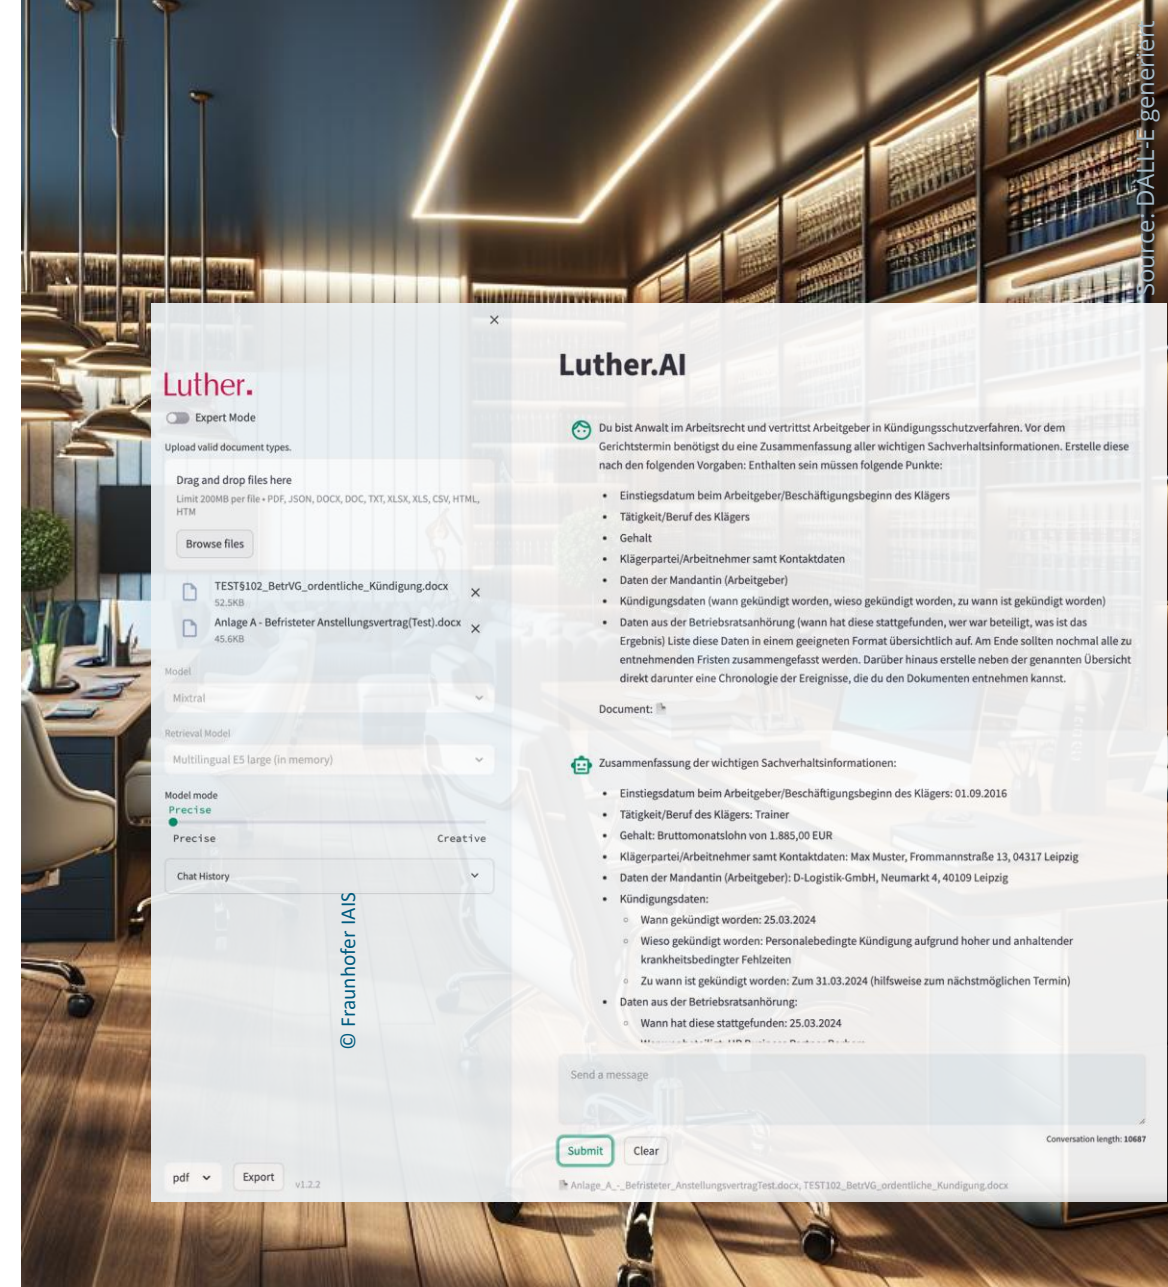 Source: DALL-E generiert
×
Luther.
Expert Mode
Upload valid document types.
Drag and drop files here
Limit 200MB per file • PDF, JSON, DOCX, DOC, TXT, XLSX, XLS, CSV, HTML,
HTM
Browse files
TEST§102_BetrVG_ordentliche_Kündigung.docx
52.5KB
×
Anlage A - Befristeter Anstellungsvertrag(Test).docx
45.6KB
×
Model
Mixtral
Retrieval Model
Multilingual E5 large (in memory)
Model mode
Precise
Precise
Creative
Chat History
© Fraunhofer IAIS
pdf
Export
v1.2.2
Luther.AI
Du bist Anwalt im Arbeitsrecht und vertrittst Arbeitgeber in Kündigungsschutzverfahren. Vor dem
Gerichtstermin benötigst du eine Zusammenfassung aller wichtigen Sachverhaltsinformationen. Erstelle diese
nach den folgenden Vorgaben: Enthalten sein müssen folgende Punkte:
• Einstiegsdatum beim Arbeitgeber/Beschäftigungsbeginn des Klägers
• Tätigkeit/Beruf des Klägers
• Gehalt
• Klägerpartei/Arbeitnehmer samt Kontaktdaten
• Daten der Mandantin (Arbeitgeber)
• Kündigungsdaten (wann gekündigt worden, wieso gekündigt worden, zu wann ist gekündigt worden)
• Daten aus der Betriebsratsanhörung (wann hat diese stattgefunden, wer war beteiligt, was ist das
Ergebnis) Liste diese Daten in einem geeigneten Format übersichtlich auf. Am Ende sollten nochmal alle zu
entnehmenden Fristen zusammengefasst werden. Darüber hinaus erstelle neben der genannten Übersicht
direkt darunter eine Chronologie der Ereignisse, die du den Dokumenten entnehmen kannst.
Document:
Zusammenfassung der wichtigen Sachverhaltsinformationen:
• Einstiegsdatum beim Arbeitgeber/Beschäftigungsbeginn des Klägers: 01.09.2016
• Tätigkeit/Beruf des Klägers: Trainer
• Gehalt: Bruttomonatslohn von 1.885,00 EUR
• Klägerpartei/Arbeitnehmer samt Kontaktdaten: Max Muster, Frommannstraße 13, 04317 Leipzig
• Daten der Mandantin (Arbeitgeber): D-Logistik-GmbH, Neumarkt 4, 40109 Leipzig
• Kündigungsdaten:
◦ Wann gekündigt worden: 25.03.2024
◦ Wieso gekündigt worden: Personalebedingte Kündigung aufgrund hoher und anhaltender
krankheitsbedingter Fehlzeiten
◦ Zu wann ist gekündigt worden: Zum 31.03.2024 (hilfsweise zum nächstmöglichen Termin)
• Daten aus der Betriebsratsanhörung:
◦ Wann hat diese stattgefunden: 25.03.2024
Send a message
Conversation length: 10687
Submit
Clear
Anlage_A_-_Befristeter_AnstellungsvertragTest.docx, TEST102_BetrVG_ordentliche_Kundigung.docx